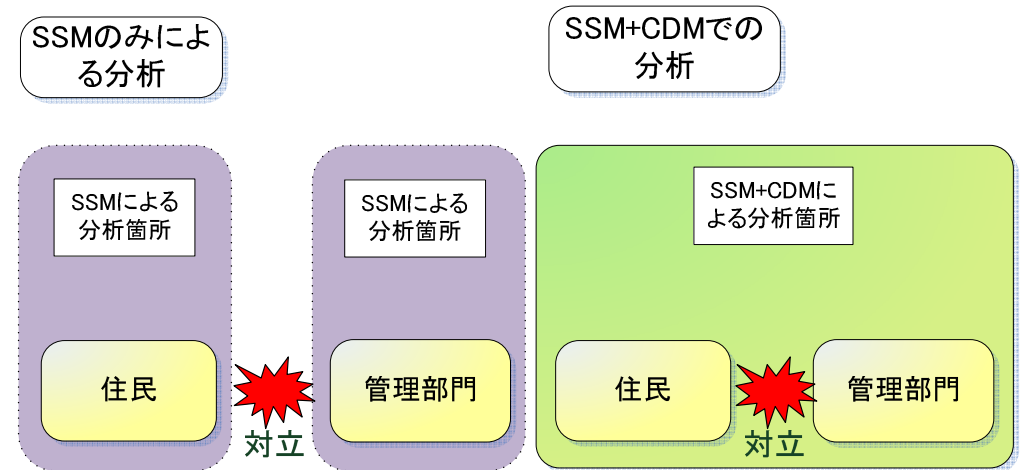 SSMのみによ
る分析
SSM+CDMでの
分析
SSMによる
分析箇所
SSMによる
分析箇所
SSM+CDMに
よる分析箇所
住民
対立
管理部門
住民
対立
管理部門